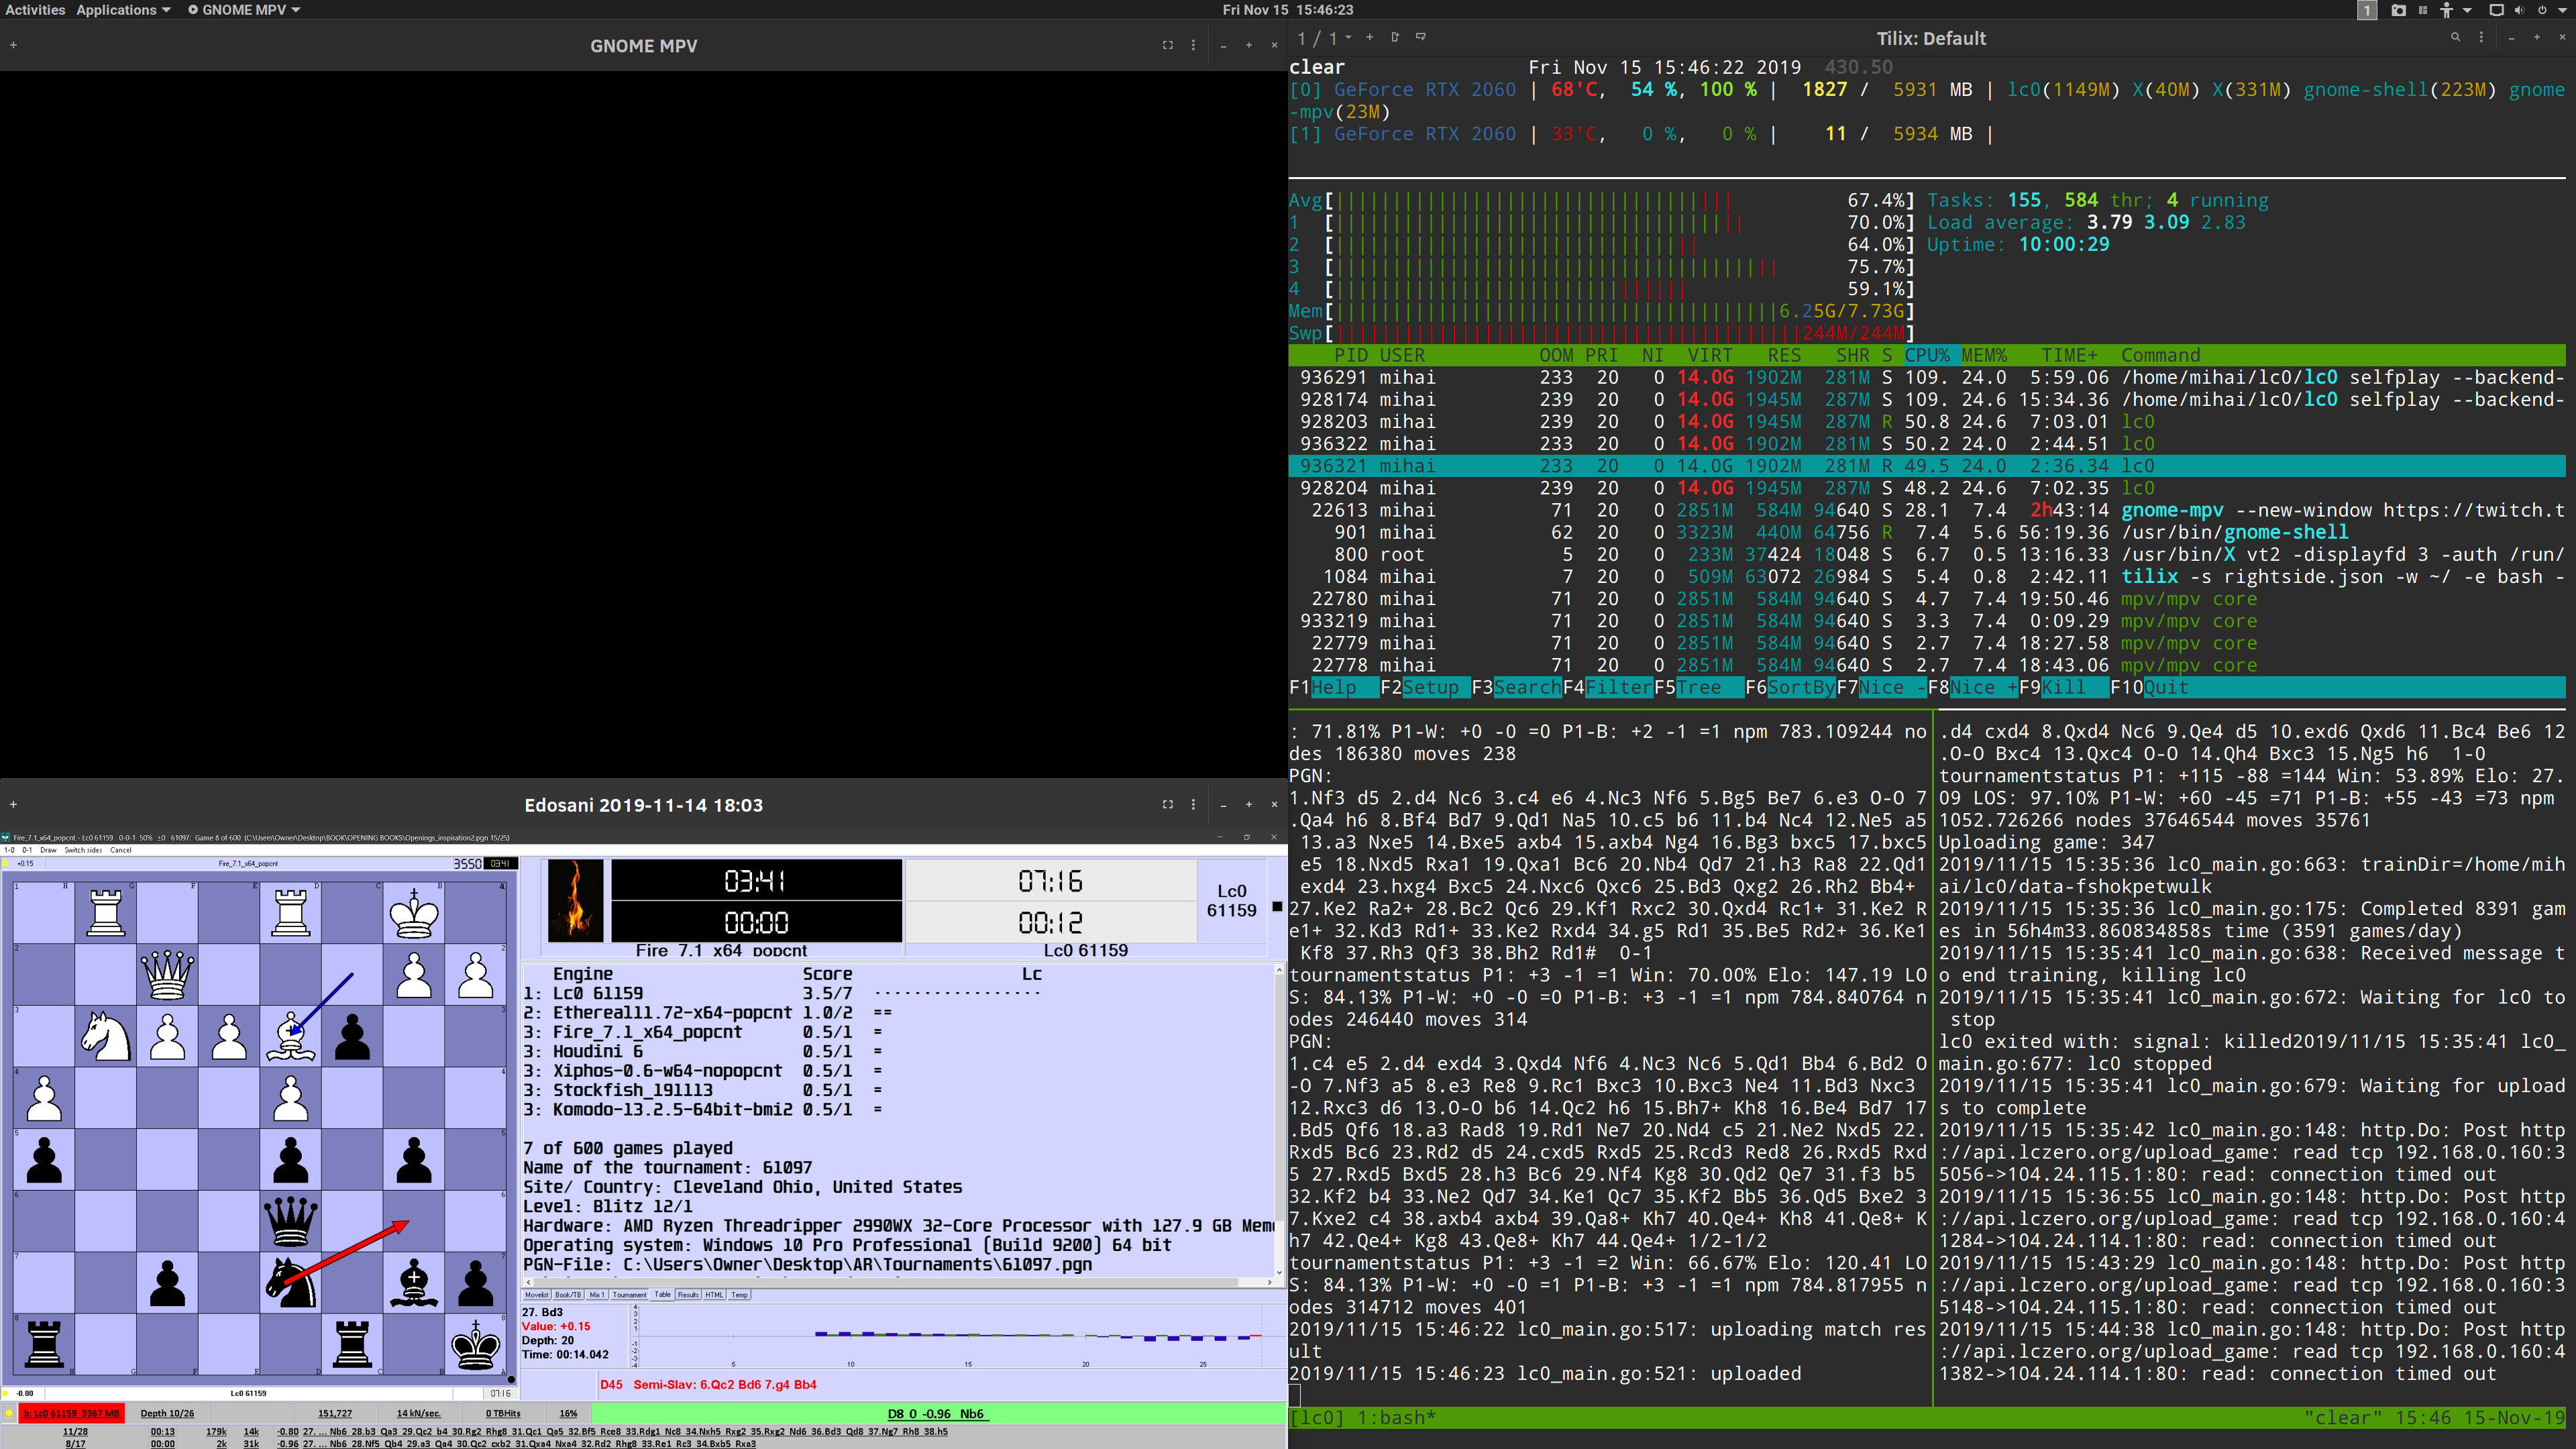 Activities Applications GNOME MPV Fri Nov 15 15:46:23 1
GNOME MPV
1 / 1 Tilix: Default
clear Fri Nov 15 15:46:22 2019 430.50
[0] GeForce RTX 2060 | 68'C, 54 %, 100 % | 1827 / 5931 MB | lc0(1149M) X(40M) X(331M) gnome-shell(223M) gnome
-mpv(23M)
[1] GeForce RTX 2060 | 33'C, 0 %, 0 % | 11 / 5934 MB |
Avg[ 67.4%] Tasks: 155, 584 thr; 4 running
1 [ 70.0%] Load average: 3.79 3.09 2.83
2 [ 64.0%] Uptime: 10:00:29
3 [ 75.7%]
4 [ 59.1%]
Mem[ 6.25G/7.73G]
Swp[ 244M/244M]
PID USER OOM PRI NI VIRT RES SHR S CPU% MEM% TIME+ Command
936291 mihai 233 20 0 14.0G 1902M 281M S 109. 24.0 5:59.06 /home/mihai/lc0/lc0 selfplay --backend-
928174 mihai 239 20 0 14.0G 1945M 287M S 109. 24.6 15:34.36 /home/mihai/lc0/lc0 selfplay --backend-
928203 mihai 239 20 0 14.0G 1945M 287M R 50.8 24.6 7:03.01 lc0
936322 mihai 233 20 0 14.0G 1902M 281M S 50.2 24.0 2:44.51 lc0
936321 mihai 233 20 0 14.0G 1902M 281M R 49.5 24.0 2:36.34 lc0
928204 mihai 239 20 0 14.0G 1945M 287M S 48.2 24.6 7:02.35 lc0
22613 mihai 71 20 0 2851M 584M 94640 S 28.1 7.4 2h43:14 gnome-mpv --new-window https://twitch.t
901 mihai 62 20 0 3323M 440M 64756 R 7.4 5.6 56:19.36 /usr/bin/gnome-shell
800 root 5 20 0 233M 37424 18048 S 6.7 0.5 13:16.33 /usr/bin/X vt2 -displayfd 3 -auth /run/
1084 mihai 7 20 0 509M 63072 26984 S 5.4 0.8 2:42.11 tilix -s rightside.json -w ~/ -e bash -
22780 mihai 71 20 0 2851M 584M 94640 S 4.7 7.4 19:50.46 mpv/mpv core
933219 mihai 71 20 0 2851M 584M 94640 S 3.3 7.4 0:09.29 mpv/mpv core
22779 mihai 71 20 0 2851M 584M 94640 S 2.7 7.4 18:27.58 mpv/mpv core
22778 mihai 71 20 0 2851M 584M 94640 S 2.7 7.4 18:43.06 mpv/mpv core
F1Help F2Setup F3SearchF4FilterF5Tree F6SortByF7Nice -F8Nice +F9Kill F10Quit
: 71.81% P1-W: +0 -0 =0 P1-B: +2 -1 =1 npm 783.109244 no
des 186380 moves 238
PGN:
1.Nf3 d5 2.d4 Nc6 3.c4 e6 4.Nc3 Nf6 5.Bg5 Be7 6.e3 O-O 7
.Qa4 h6 8.Bf4 Bd7 9.Qd1 Na5 10.c5 b6 11.b4 Nc4 12.Ne5 a5
13.a3 Nxe5 14.Bxe5 axb4 15.axb4 Ng4 16.Bg3 bxc5 17.bxc5
e5 18.Nxd5 Rxa1 19.Qxa1 Bc6 20.Nb4 Qd7 21.h3 Ra8 22.Qd1
exd4 23.hxg4 Bxc5 24.Nxc6 Qxc6 25.Bd3 Qxg2 26.Rh2 Bb4+
27.Ke2 Ra2+ 28.Bc2 Qc6 29.Kf1 Rxc2 30.Qxd4 Rc1+ 31.Ke2 R
e1+ 32.Kd3 Rd1+ 33.Ke2 Rxd4 34.g5 Rd1 35.Be5 Rd2+ 36.Ke1
Kf8 37.Rh3 Qf3 38.Bh2 Rd1# 0-1
tournamentstatus P1: +3 -1 =1 Win: 70.00% Elo: 147.19 LO
S: 84.13% P1-W: +0 -0 =0 P1-B: +3 -1 =1 npm 784.840764 n
odes 246440 moves 314
PGN:
1.c4 e5 2.d4 exd4 3.Qxd4 Nf6 4.Nc3 Nc6 5.Qd1 Bb4 6.Bd2 O
-O 7.Nf3 a5 8.e3 Re8 9.Rc1 Bxc3 10.Bxc3 Ne4 11.Bd3 Nxc3
12.Rxc3 d6 13.O-O b6 14.Qc2 h6 15.Bh7+ Kh8 16.Be4 Bd7 17
.Bd5 Qf6 18.a3 Rad8 19.Rd1 Ne7 20.Nd4 c5 21.Ne2 Nxd5 22.
Rxd5 Bc6 23.Rd2 d5 24.cxd5 Rxd5 25.Rcd3 Red8 26.Rxd5 Rxd
5 27.Rxd5 Bxd5 28.h3 Bc6 29.Nf4 Kg8 30.Qd2 Qe7 31.f3 b5
32.Kf2 b4 33.Ne2 Qd7 34.Ke1 Qc7 35.Kf2 Bb5 36.Qd5 Bxe2 3
7.Kxe2 c4 38.axb4 axb4 39.Qa8+ Kh7 40.Qe4+ Kh8 41.Qe8+ K
h7 42.Qe4+ Kg8 43.Qe8+ Kh7 44.Qe4+ 1/2-1/2
tournamentstatus P1: +3 -1 =2 Win: 66.67% Elo: 120.41 LO
S: 84.13% P1-W: +0 -0 =1 P1-B: +3 -1 =1 npm 784.817955 n
odes 314712 moves 401
2019/11/15 15:46:22 lc0_main.go:517: uploading match res
ult
2019/11/15 15:46:23 lc0_main.go:521: uploaded
.d4 cxd4 8.Qxd4 Nc6 9.Qe4 d5 10.exd6 Qxd6 11.Bc4 Be6 12
.O-O Bxc4 13.Qxc4 O-O 14.Qh4 Bxc3 15.Ng5 h6 1-0
tournamentstatus P1: +115 -88 =144 Win: 53.89% Elo: 27.
09 LOS: 97.10% P1-W: +60 -45 =71 P1-B: +55 -43 =73 npm
1052.726266 nodes 37646544 moves 35761
Uploading game: 347
2019/11/15 15:35:36 lc0_main.go:663: trainDir=/home/mih
ai/lc0/data-fshokpetwulk
2019/11/15 15:35:36 lc0_main.go:175: Completed 8391 gam
es in 56h4m33.860834858s time (3591 games/day)
2019/11/15 15:35:41 lc0_main.go:638: Received message t
o end training, killing lc0
2019/11/15 15:35:41 lc0_main.go:672: Waiting for lc0 to
stop
lc0 exited with: signal: killed2019/11/15 15:35:41 lc0_
main.go:677: lc0 stopped
2019/11/15 15:35:41 lc0_main.go:679: Waiting for upload
s to complete
2019/11/15 15:35:42 lc0_main.go:148: http.Do: Post http
://api.lczero.org/upload_game: read tcp 192.168.0.160:3
5056->104.24.115.1:80: read: connection timed out
2019/11/15 15:36:55 lc0_main.go:148: http.Do: Post http
://api.lczero.org/upload_game: read tcp 192.168.0.160:4
1284->104.24.114.1:80: read: connection timed out
2019/11/15 15:43:29 lc0_main.go:148: http.Do: Post http
://api.lczero.org/upload_game: read tcp 192.168.0.160:3
5148->104.24.115.1:80: read: connection timed out
2019/11/15 15:44:38 lc0_main.go:148: http.Do: Post http
://api.lczero.org/upload_game: read tcp 192.168.0.160:4
1382->104.24.114.1:80: read: connection timed out
[lc0] 1:bash* "clear" 15:46 15-Nov-19
Edosani 2019-11-14 18:03
Fire_7.1_x64_popcnt - Lc0 61159 0-0-1 50% ±0 61097: Game 8 of 600 (C:\Users\Owner\Desktop\BOOK\OPENING BOOKS\Openings_inspiration2.pgn 15/25)
1-0 0-1 Draw Switch sides Cancel
+0.15 Fire_7.1_x64_popcnt 3550 03:41
03:41 07:16
00:00 00:12
Lc0
61159
Fire_7.1_x64_popcnt Lc0 61159
Engine Score Lc
1: Lc0 61159 3.5/7 - - - - - - - - - - - - - - - - -
2: Ethereal11.72-x64-popcnt 1.0/2 ==
3: Fire_7.1_x64_popcnt 0.5/1 =
3: Houdini 6 0.5/1 =
3: Xiphos-0.6-w64-nopopcnt 0.5/1 =
3: Stockfish_191113 0.5/1 =
3: Komodo-13.2.5-64bit-bmi2 0.5/1 =
7 of 600 games played
Name of the tournament: 61097
Site/ Country: Cleveland Ohio, United States
Level: Blitz 12/1
Hardware: AMD Ryzen Threadripper 2990WX 32-Core Processor with 127.9 GB Mem
Operating system: Windows 10 Pro Professional (Build 9200) 64 bit
PGN-File: C:\Users\Owner\Desktop\AR\Tournaments\61097.pgn
Movelist Book/TB Mix 1 Tournament Table Results HTML Temp
27. Bd3
Value: +0.15
Depth: 20
Time: 00:14.042
5 10 15 20 25
D45 Semi-Slav: 6.Qc2 Bd6 7.g4 Bb4
-0.80 Lc0 61159 07:16
b: Lc0 61159 3367 MB Depth 10/26 151,727 14 kN/sec. 0 TBHits 16% D8 0 -0.96 Nb6
11/28 00:13 179k 14k -0.80 27. ... Nb6 28.b3 Qa3 29.Qc2 b4 30.Rg2 Rhg8 31.Qc1 Qa5 32.Bf5 Rce8 33.Rdg1 Nc8 34.Nxh5 Rxg2 35.Rxg2 Nd6 36.Bd3 Qd8 37.Ng7 Rh8 38.h5
8/17 00:00 2k 31k -0.96 27. ... Nb6 28.Nf5 Qb4 29.a3 Qa4 30.Qc2 cxb2 31.Qxa4 Nxa4 32.Rd2 Rhg8 33.Re1 Rc3 34.Bxb5 Rxa3